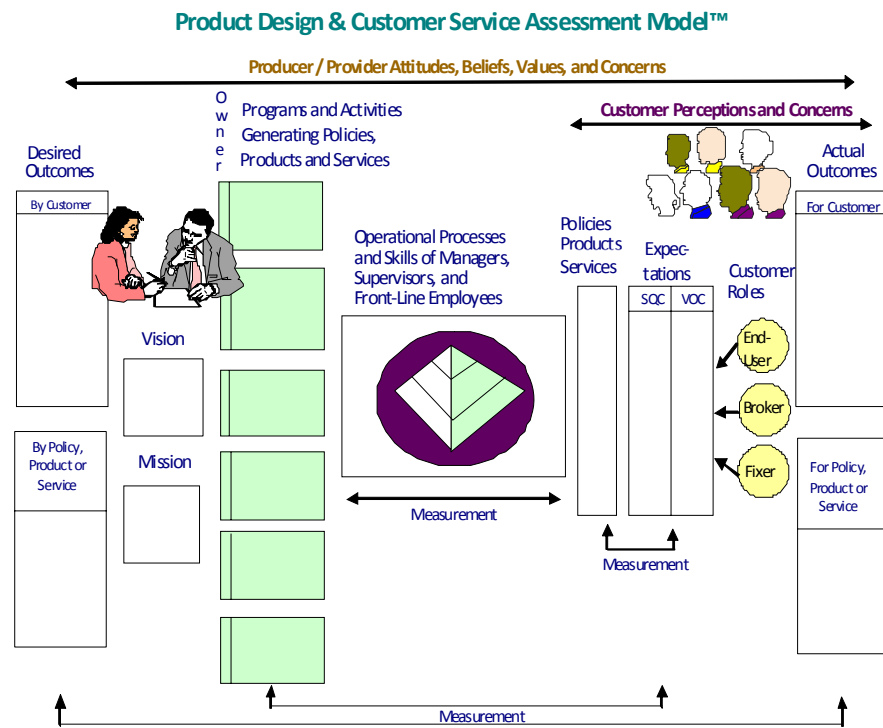 Product Design & Customer Service Assessment Model™
Producer / Provider Attitudes, Beliefs, Values, and Concerns
Owner
Programs and Activities
Generating Policies,
Products and Services
Customer Perceptions and Concerns
Desired
Outcomes
Actual
Outcomes
By Customer
For Customer
Operational Processes
and Skills of Managers,
Supervisors, and
Front-Line Employees
Policies
Products
Services
Expec-
tations
SQC
VOC
Customer
Roles
Vision
End-
User
Broker
Fixer
By Policy,
Product or
Service
Mission
For Policy,
Product or
Service
Measurement
Measurement
Measurement